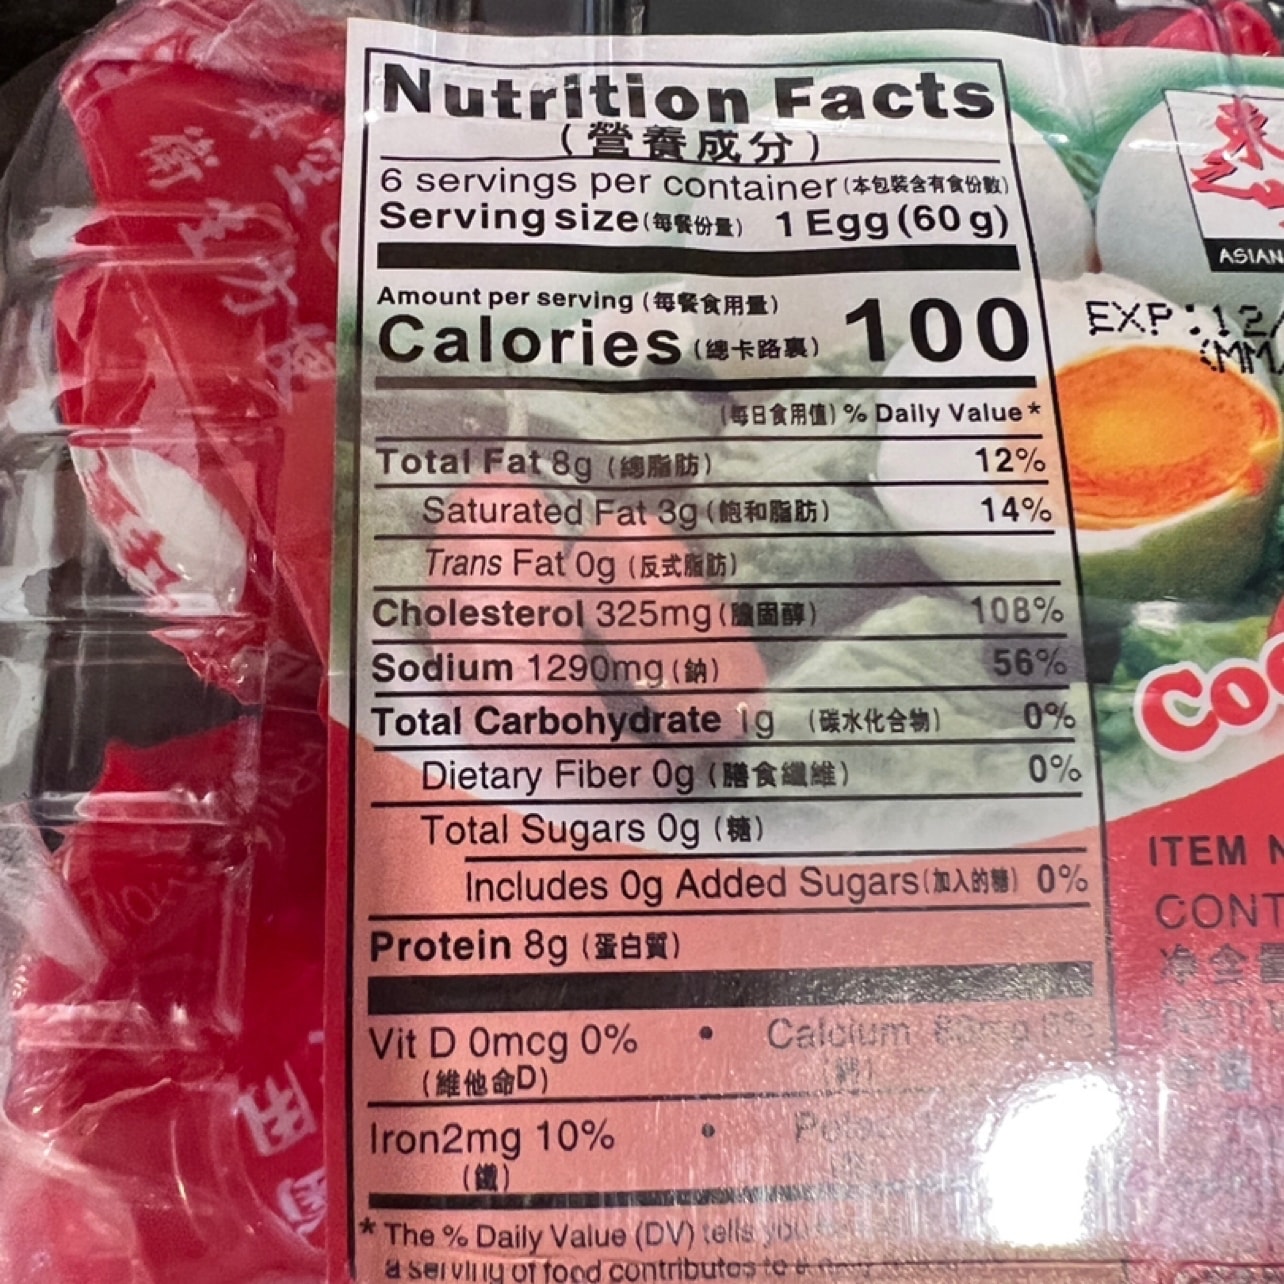 Nutrition Facts
(營養成分)
6 servings per container (本包裝含有食份數)
Serving size (每餐份量) 1 Egg (60 g)
Amount per serving (每餐食用量)
Calories (總卡路裏) 100
(每日食用值) % Daily Value *
Total Fat 8g (總脂肪) 12%
Saturated Fat 3g (飽和脂肪) 14%
Trans Fat 0g (反式脂肪)
Cholesterol 325mg (膽固醇) 108%
Sodium 1290mg (鈉) 56%
Total Carbohydrate 1g (碳水化合物) 0%
Dietary Fiber 0g (膳食纖維) 0%
Total Sugars 0g (糖)
Includes 0g Added Sugars (加入的糖) 0%
Protein 8g (蛋白質)
Vit D 0mcg 0% • Calcium
(維他命D) (鈣)
Iron2mg 10% •
(鐵)
* The % Daily Value (DV) tells you
a serving of food contributes to a
ASIAN
EXP:12/
(MM/
Coo
ITEM N
CONT
净含量